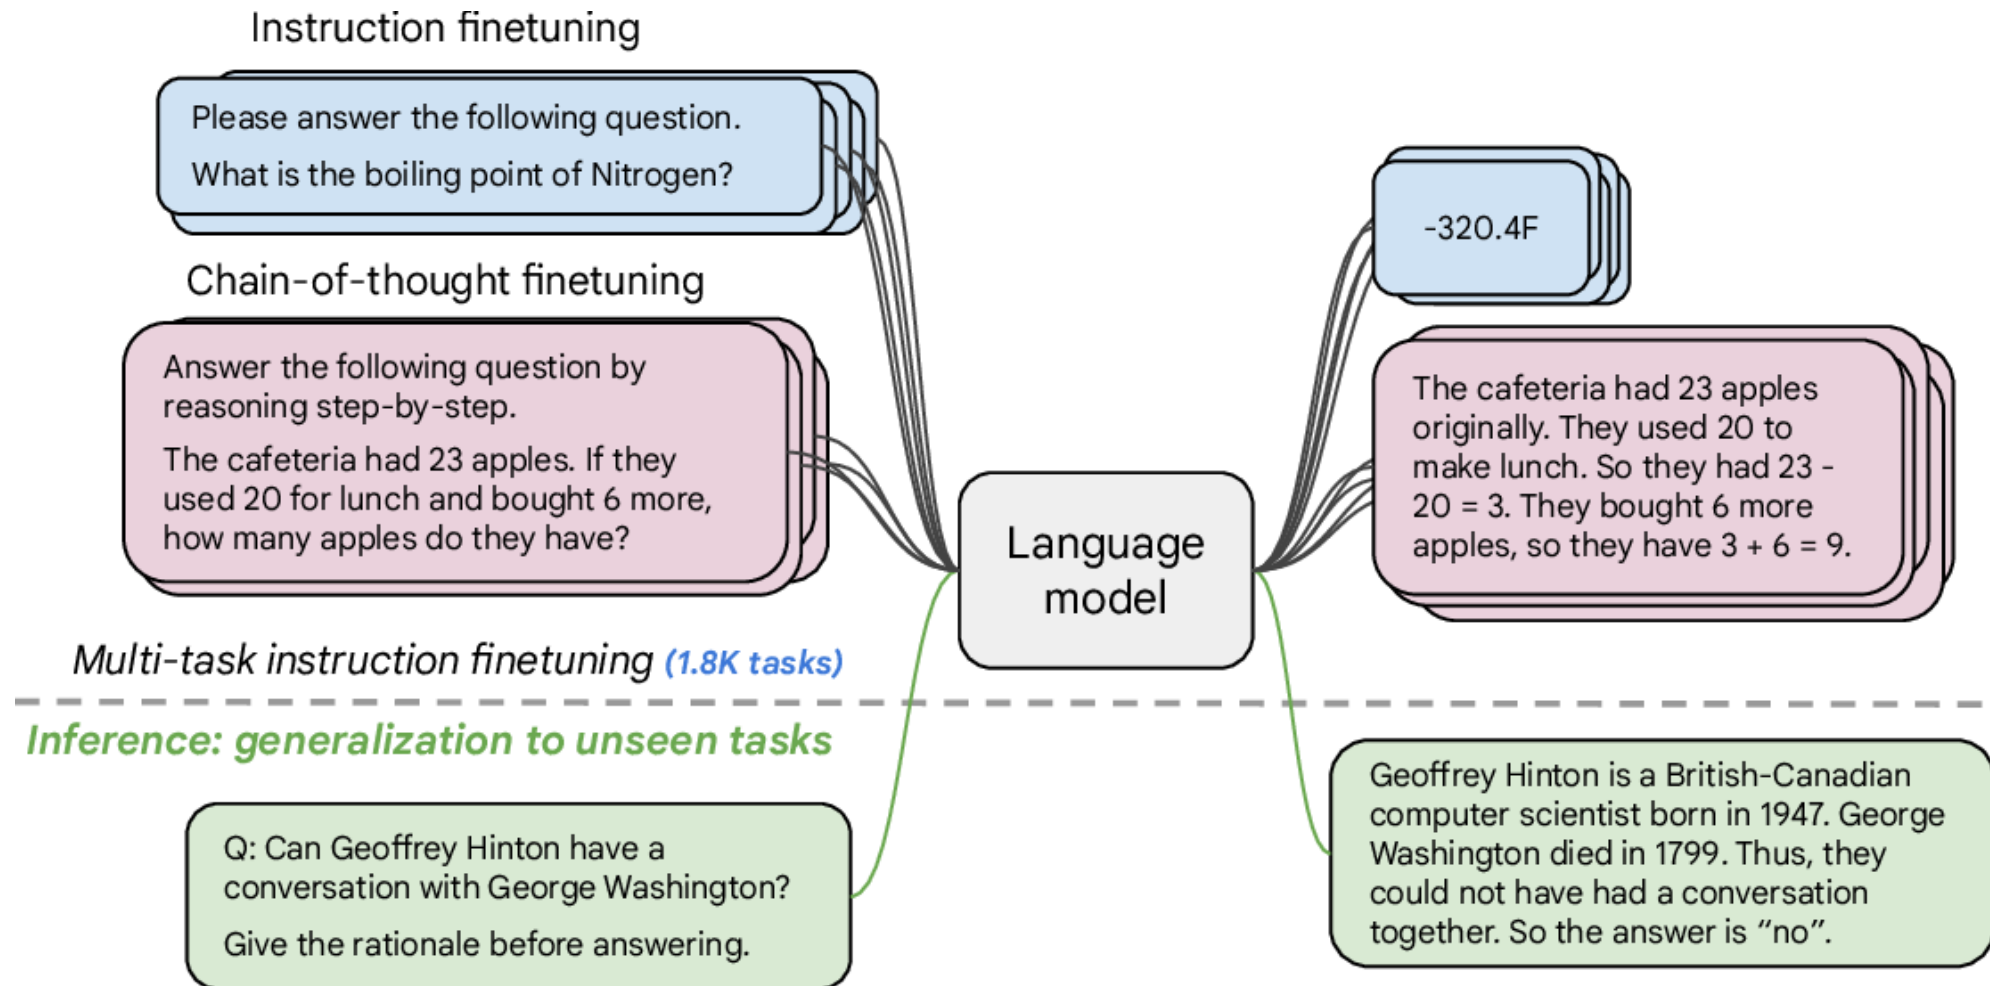 Instruction finetuning
Please answer the following question.
What is the boiling point of Nitrogen?
-320.4F
Chain-of-thought finetuning
Answer the following question by
reasoning step-by-step.
The cafeteria had 23 apples. If they
used 20 for lunch and bought 6 more,
how many apples do they have?
Language
model
The cafeteria had 23 apples
originally. They used 20 to
make lunch. So they had 23 -
20 = 3. They bought 6 more
apples, so they have 3 + 6 = 9.
Multi-task instruction finetuning (1.8K tasks)
Inference: generalization to unseen tasks
Q: Can Geoffrey Hinton have a
conversation with George Washington?
Give the rationale before answering.
Geoffrey Hinton is a British-Canadian
computer scientist born in 1947. George
Washington died in 1799. Thus, they
could not have had a conversation
together. So the answer is “no”.